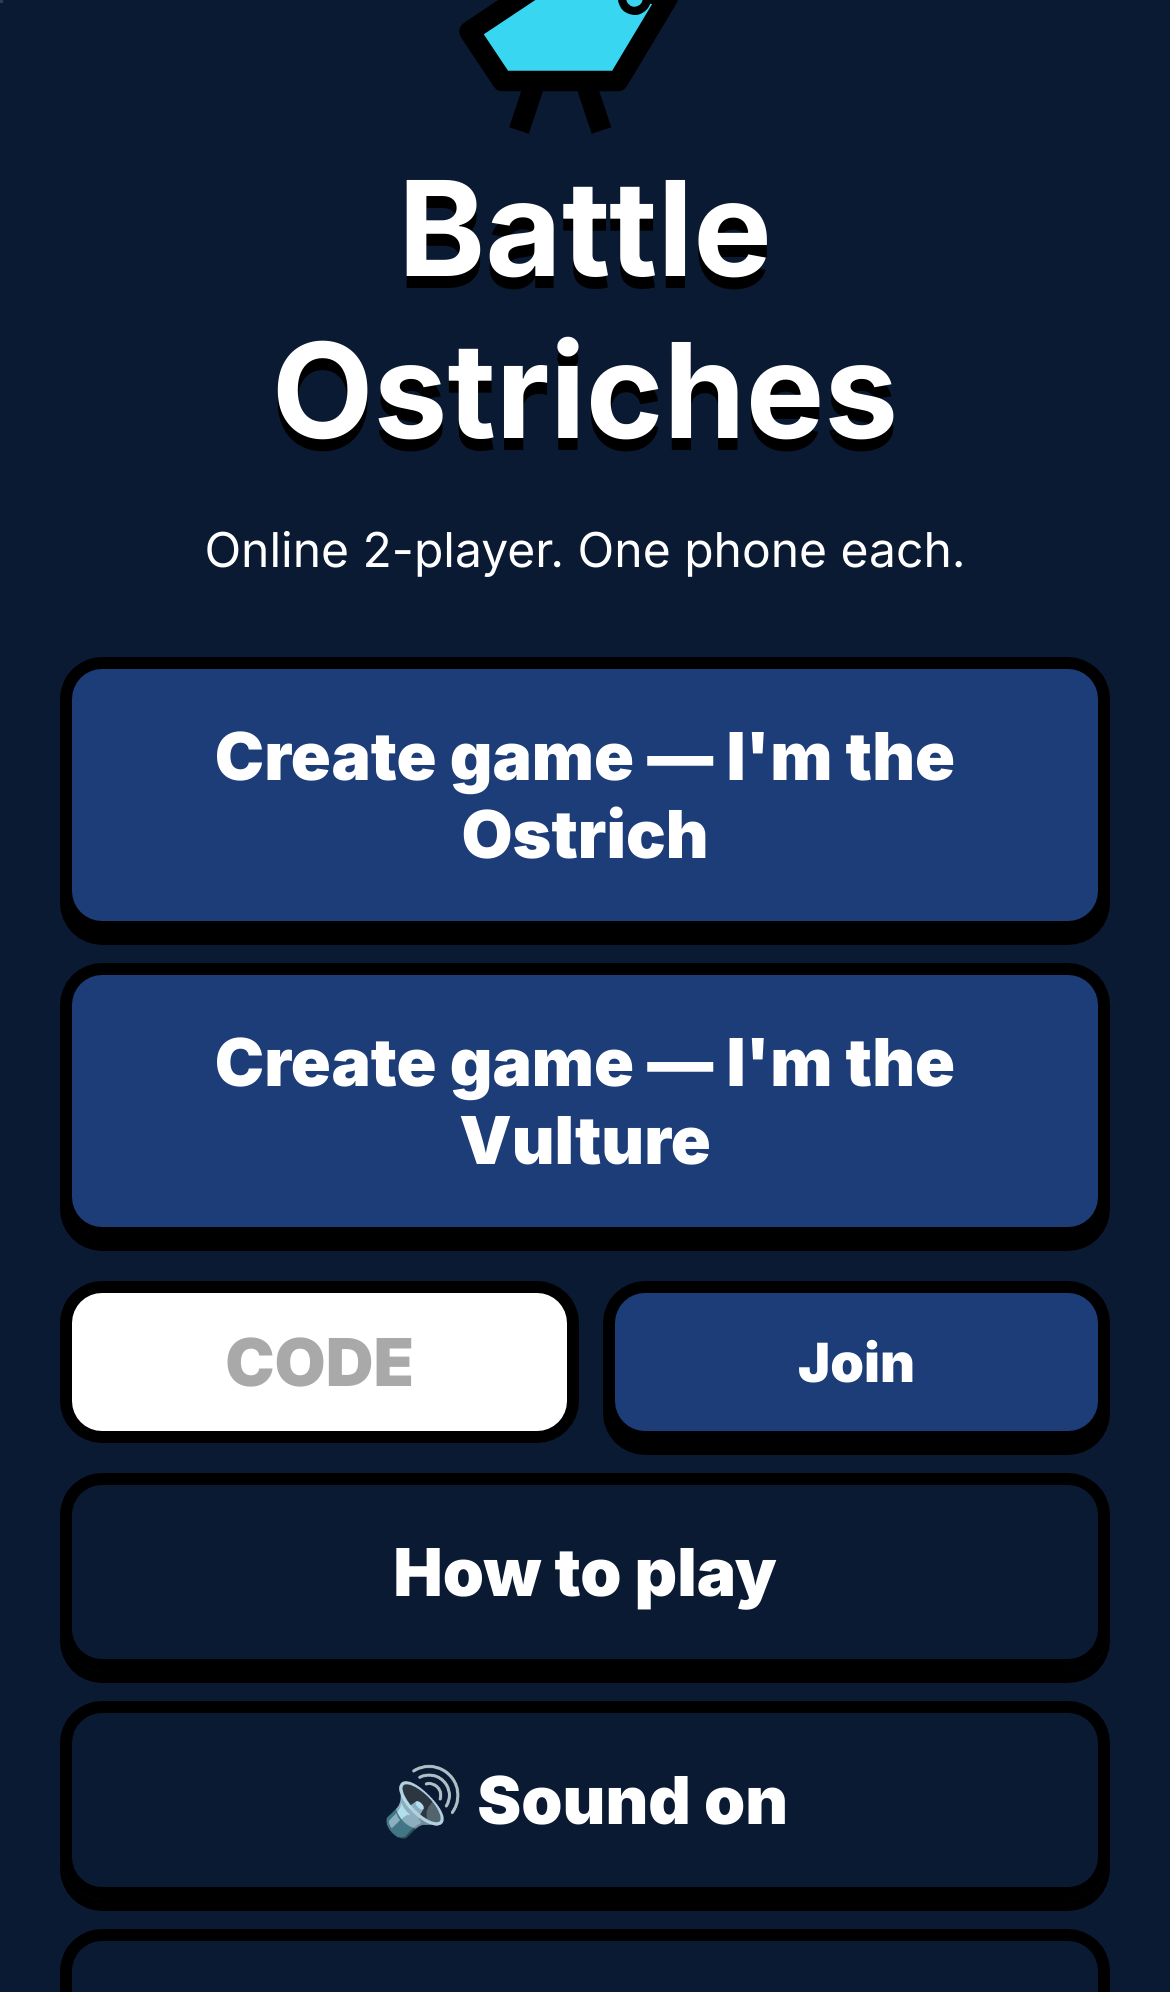 Battle
Ostriches
Online 2-player. One phone each.
Create game — I'm the
Ostrich
Create game — I'm the
Vulture
CODE
Join
How to play
🔊 Sound on